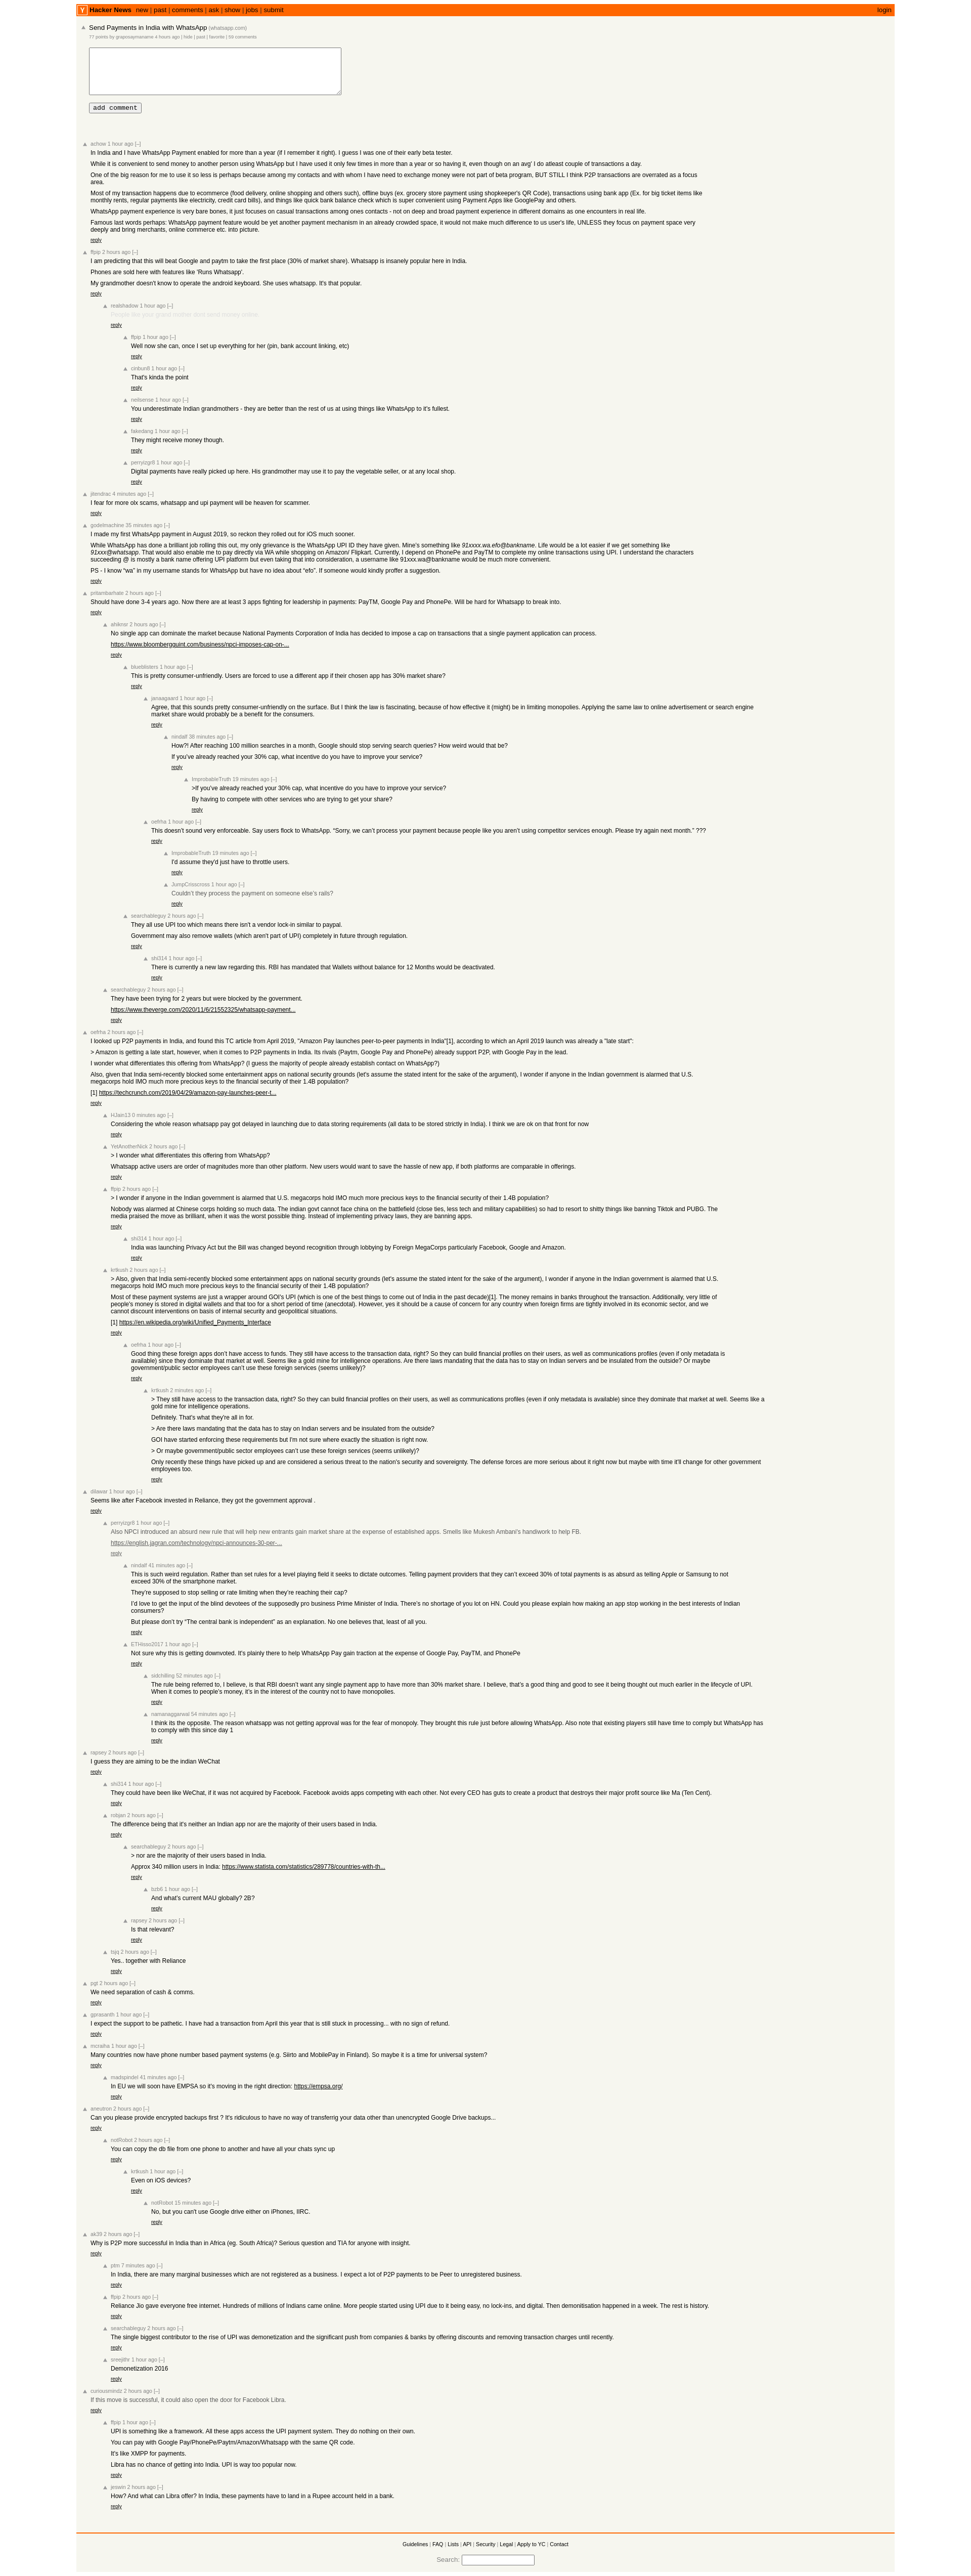 Y Hacker News new | past | comments | ask | show | jobs | submit login
Send Payments in India with WhatsApp (whatsapp.com)
add comment
achow 1 hour ago [–]
In India and I have WhatsApp Payment enabled for more than a year (if I remember it right). I guess I was one of their early beta tester.
While it is convenient to send money to another person using WhatsApp but I have used it only few times in more than a year or so having it, even though on an avg' I do atleast couple of transactions a day.
One of the big reason for me to use it so less is perhaps because among my contacts and with whom I have need to exchange money were not part of beta program, BUT STILL I think P2P transactions are overrated as a focus
area.
Most of my transaction happens due to ecommerce (food delivery, online shopping and others such), offline buys (ex. grocery store payment using shopkeeper's QR Code), transactions using bank app (Ex. for big ticket items like
monthly rents, regular payments like electricity, credit card bills), and things like quick bank balance check which is super convenient using Payment Apps like GooglePay and others.
WhatsApp payment experience is very bare bones, it just focuses on casual transactions among ones contacts - not on deep and broad payment experience in different domains as one encounters in real life.
Famous last words perhaps: WhatsApp payment feature would be yet another payment mechanism in an already crowded space, it would not make much difference to us user's life, UNLESS they focus on payment space very
deeply and bring merchants, online commerce etc. into picture.
reply
ffpip 2 hours ago [–]
I am predicting that this will beat Google and paytm to take the first place (30% of market share). Whatsapp is insanely popular here in India.
Phones are sold here with features like 'Runs Whatsapp'.
My grandmother doesn't know to operate the android keyboard. She uses whatsapp. It's that popular.
reply
realshadow 1 hour ago [–]
reply
ffpip 1 hour ago [–]
Well now she can, once I set up everything for her (pin, bank account linking, etc)
reply
cinbun8 1 hour ago [–]
That's kinda the point
reply
neilsense 1 hour ago [–]
You underestimate Indian grandmothers - they are better than the rest of us at using things like WhatsApp to it's fullest.
reply
fakedang 1 hour ago [–]
They might receive money though.
reply
perryizgr8 1 hour ago [–]
Digital payments have really picked up here. His grandmother may use it to pay the vegetable seller, or at any local shop.
reply
jitendrac 4 minutes ago [–]
I fear for more olx scams, whatsapp and upi payment will be heaven for scammer.
reply
godelmachine 35 minutes ago [–]
I made my first WhatsApp payment in August 2019, so reckon they rolled out for iOS much sooner.
While WhatsApp has done a brilliant job rolling this out, my only grievance is the WhatsApp UPI ID they have given. Mine's something like 91xxxx.wa.efo@bankname. Life would be a lot easier if we get something like
91xxx@whatsapp. That would also enable me to pay directly via WA while shopping on Amazon/ Flipkart. Currently, I depend on PhonePe and PayTM to complete my online transactions using UPI. I understand the characters
succeeding @ is mostly a bank name offering UPI platform but even taking that into consideration, a username like 91xxx.wa@bankname would be much more convenient.
PS - I know “wa” in my username stands for WhatsApp but have no idea about “efo”. If someone would kindly proffer a suggestion.
reply
pritambarhate 2 hours ago [–]
Should have done 3-4 years ago. Now there are at least 3 apps fighting for leadership in payments: PayTM, Google Pay and PhonePe. Will be hard for Whatsapp to break into.
reply
ahiknsr 2 hours ago [–]
No single app can dominate the market because National Payments Corporation of India has decided to impose a cap on transactions that a single payment application can process.
https://www.bloombergquint.com/business/npci-imposes-cap-on-...
reply
blueblisters 1 hour ago [–]
This is pretty consumer-unfriendly. Users are forced to use a different app if their chosen app has 30% market share?
reply
janaagaard 1 hour ago [–]
Agree, that this sounds pretty consumer-unfriendly on the surface. But I think the law is fascinating, because of how effective it (might) be in limiting monopolies. Applying the same law to online advertisement or search engine
market share would probably be a benefit for the consumers.
reply
nindalf 38 minutes ago [–]
How?! After reaching 100 million searches in a month, Google should stop serving search queries? How weird would that be?
If you've already reached your 30% cap, what incentive do you have to improve your service?
reply
ImprobableTruth 19 minutes ago [–]
>If you've already reached your 30% cap, what incentive do you have to improve your service?
By having to compete with other services who are trying to get your share?
reply
oefrha 1 hour ago [–]
This doesn't sound very enforceable. Say users flock to WhatsApp. “Sorry, we can't process your payment because people like you aren't using competitor services enough. Please try again next month.” ???
reply
ImprobableTruth 19 minutes ago [–]
I'd assume they'd just have to throttle users.
reply
JumpCrisscross 1 hour ago [–]
Couldn't they process the payment on someone else's rails?
reply
searchableguy 2 hours ago [–]
They all use UPI too which means there isn't a vendor lock-in similar to paypal.
Government may also remove wallets (which aren't part of UPI) completely in future through regulation.
reply
shi314 1 hour ago [–]
There is currently a new law regarding this. RBI has mandated that Wallets without balance for 12 Months would be deactivated.
reply
searchableguy 2 hours ago [–]
They have been trying for 2 years but were blocked by the government.
https://www.theverge.com/2020/11/6/21552325/whatsapp-payment...
reply
oefrha 2 hours ago [–]
I looked up P2P payments in India, and found this TC article from April 2019, "Amazon Pay launches peer-to-peer payments in India"[1], according to which an April 2019 launch was already a "late start":
> Amazon is getting a late start, however, when it comes to P2P payments in India. Its rivals (Paytm, Google Pay and PhonePe) already support P2P, with Google Pay in the lead.
I wonder what differentiates this offering from WhatsApp? (I guess the majority of people already establish contact on WhatsApp?)
Also, given that India semi-recently blocked some entertainment apps on national security grounds (let's assume the stated intent for the sake of the argument), I wonder if anyone in the Indian government is alarmed that U.S.
megacorps hold IMO much more precious keys to the financial security of their 1.4B population?
[1] https://techcrunch.com/2019/04/29/amazon-pay-launches-peer-t...
reply
HJain13 0 minutes ago [–]
Considering the whole reason whatsapp pay got delayed in launching due to data storing requirements (all data to be stored strictly in India). I think we are ok on that front for now
reply
YetAnotherNick 2 hours ago [–]
> I wonder what differentiates this offering from WhatsApp?
Whatsapp active users are order of magnitudes more than other platform. New users would want to save the hassle of new app, if both platforms are comparable in offerings.
reply
ffpip 2 hours ago [–]
> I wonder if anyone in the Indian government is alarmed that U.S. megacorps hold IMO much more precious keys to the financial security of their 1.4B population?
Nobody was alarmed at Chinese corps holding so much data. The indian govt cannot face china on the battlefield (close ties, less tech and military capabilities) so had to resort to shitty things like banning Tiktok and PUBG. The
media praised the move as brilliant, when it was the worst possible thing. Instead of implementing privacy laws, they are banning apps.
reply
shi314 1 hour ago [–]
India was launching Privacy Act but the Bill was changed beyond recognition through lobbying by Foreign MegaCorps particularly Facebook, Google and Amazon.
reply
krtkush 2 hours ago [–]
> Also, given that India semi-recently blocked some entertainment apps on national security grounds (let's assume the stated intent for the sake of the argument), I wonder if anyone in the Indian government is alarmed that U.S.
megacorps hold IMO much more precious keys to the financial security of their 1.4B population?
Most of these payment systems are just a wrapper around GOI's UPI (which is one of the best things to come out of India in the past decade)[1]. The money remains in banks throughout the transaction. Additionally, very little of
people's money is stored in digital wallets and that too for a short period of time (anecdotal). However, yes it should be a cause of concern for any country when foreign firms are tightly involved in its economic sector, and we
cannot discount interventions on basis of internal security and geopolitical situations.
[1] https://en.wikipedia.org/wiki/Unified_Payments_Interface
reply
oefrha 1 hour ago [–]
Good thing these foreign apps don't have access to funds. They still have access to the transaction data, right? So they can build financial profiles on their users, as well as communications profiles (even if only metadata is
available) since they dominate that market at well. Seems like a gold mine for intelligence operations. Are there laws mandating that the data has to stay on Indian servers and be insulated from the outside? Or maybe
government/public sector employees can't use these foreign services (seems unlikely)?
reply
krtkush 2 minutes ago [–]
> They still have access to the transaction data, right? So they can build financial profiles on their users, as well as communications profiles (even if only metadata is available) since they dominate that market at well. Seems like a
gold mine for intelligence operations.
Definitely. That's what they're all in for.
> Are there laws mandating that the data has to stay on Indian servers and be insulated from the outside?
GOI have started enforcing these requirements but I'm not sure where exactly the situation is right now.
> Or maybe government/public sector employees can't use these foreign services (seems unlikely)?
Only recently these things have picked up and are considered a serious threat to the nation's security and sovereignty. The defense forces are more serious about it right now but maybe with time it'll change for other government
employees too.
reply
dilawar 1 hour ago [–]
Seems like after Facebook invested in Reliance, they got the government approval .
reply
perryizgr8 1 hour ago [–]
Also NPCI introduced an absurd new rule that will help new entrants gain market share at the expense of established apps. Smells like Mukesh Ambani's handiwork to help FB.
https://english.jagran.com/technology/npci-announces-30-per-...
reply
nindalf 41 minutes ago [–]
This is such weird regulation. Rather than set rules for a level playing field it seeks to dictate outcomes. Telling payment providers that they can't exceed 30% of total payments is as absurd as telling Apple or Samsung to not
exceed 30% of the smartphone market.
They're supposed to stop selling or rate limiting when they're reaching their cap?
I'd love to get the input of the blind devotees of the supposedly pro business Prime Minister of India. There's no shortage of you lot on HN. Could you please explain how making an app stop working in the best interests of Indian
consumers?
But please don't try “The central bank is independent” as an explanation. No one believes that, least of all you.
reply
ETHisso2017 1 hour ago [–]
Not sure why this is getting downvoted. It's plainly there to help WhatsApp Pay gain traction at the expense of Google Pay, PayTM, and PhonePe
reply
sidchilling 52 minutes ago [–]
The rule being referred to, I believe, is that RBI doesn't want any single payment app to have more than 30% market share. I believe, that's a good thing and good to see it being thought out much earlier in the lifecycle of UPI.
When it comes to people's money, it's in the interest of the country not to have monopolies.
reply
namanaggarwal 54 minutes ago [–]
I think its the opposite. The reason whatsapp was not getting approval was for the fear of monopoly. They brought this rule just before allowing WhatsApp. Also note that existing players still have time to comply but WhatsApp has
to comply with this since day 1
reply
rapsey 2 hours ago [–]
I guess they are aiming to be the indian WeChat
reply
shi314 1 hour ago [–]
They could have been like WeChat, if it was not acquired by Facebook. Facebook avoids apps competing with each other. Not every CEO has guts to create a product that destroys their major profit source like Ma (Ten Cent).
reply
robjan 2 hours ago [–]
The difference being that it's neither an Indian app nor are the majority of their users based in India.
reply
searchableguy 2 hours ago [–]
> nor are the majority of their users based in India.
Approx 340 million users in India: https://www.statista.com/statistics/289778/countries-with-th...
reply
bzb6 1 hour ago [–]
And what's current MAU globally? 2B?
reply
rapsey 2 hours ago [–]
Is that relevant?
reply
tsjq 2 hours ago [–]
Yes.. together with Reliance
reply
pgt 2 hours ago [–]
We need separation of cash & comms.
reply
gprasanth 1 hour ago [–]
I expect the support to be pathetic. I have had a transaction from April this year that is still stuck in processing... with no sign of refund.
reply
mcraiha 1 hour ago [–]
Many countries now have phone number based payment systems (e.g. Siirto and MobilePay in Finland). So maybe it is a time for universal system?
reply
madspindel 41 minutes ago [–]
In EU we will soon have EMPSA so it's moving in the right direction: https://empsa.org/
reply
aneutron 2 hours ago [–]
Can you please provide encrypted backups first ? It's ridiculous to have no way of transferrig your data other than unencrypted Google Drive backups...
reply
notRobot 2 hours ago [–]
You can copy the db file from one phone to another and have all your chats sync up
reply
krtkush 1 hour ago [–]
Even on iOS devices?
reply
notRobot 15 minutes ago [–]
No, but you can't use Google drive either on iPhones, IIRC.
reply
ak39 2 hours ago [–]
Why is P2P more successful in India than in Africa (eg. South Africa)? Serious question and TIA for anyone with insight.
reply
ptm 7 minutes ago [–]
In India, there are many marginal businesses which are not registered as a business. I expect a lot of P2P payments to be Peer to unregistered business.
reply
ffpip 2 hours ago [–]
Reliance Jio gave everyone free internet. Hundreds of millions of Indians came online. More people started using UPI due to it being easy, no lock-ins, and digital. Then demonitisation happened in a week. The rest is history.
reply
searchableguy 2 hours ago [–]
The single biggest contributor to the rise of UPI was demonetization and the significant push from companies & banks by offering discounts and removing transaction charges until recently.
reply
sreejithr 1 hour ago [–]
Demonetization 2016
reply
curiousmindz 2 hours ago [–]
If this move is successful, it could also open the door for Facebook Libra.
reply
ffpip 1 hour ago [–]
UPI is something like a framework. All these apps access the UPI payment system. They do nothing on their own.
You can pay with Google Pay/PhonePe/Paytm/Amazon/Whatsapp with the same QR code.
It's like XMPP for payments.
Libra has no chance of getting into India. UPI is way too popular now.
reply
jeswin 2 hours ago [–]
How? And what can Libra offer? In India, these payments have to land in a Rupee account held in a bank.
reply
Guidelines | FAQ | Lists | API | Security | Legal | Apply to YC | Contact
Search: